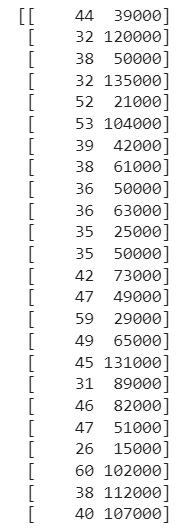 [[    44  39000]
 [    32 120000]
 [    38  50000]
 [    32 135000]
 [    52  21000]
 [    53 104000]
 [    39  42000]
 [    38  61000]
 [    36  50000]
 [    36  63000]
 [    35  25000]
 [    35  50000]
 [    42  73000]
 [    47  49000]
 [    59  29000]
 [    49  65000]
 [    45 131000]
 [    31  89000]
 [    46  82000]
 [    47  51000]
 [    26  15000]
 [    60 102000]
 [    38 112000]
 [    40 107000]